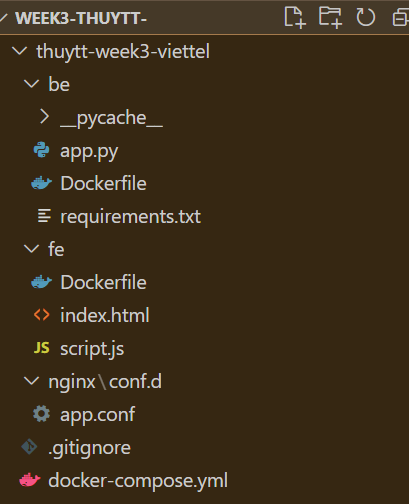 WEEK3-THUYTT-
thuytt-week3-viettel
be
__pycache__
app.py
Dockerfile
requirements.txt
fe
Dockerfile
index.html
JS script.js
nginx\conf.d
app.conf
.gitignore
docker-compose.yml